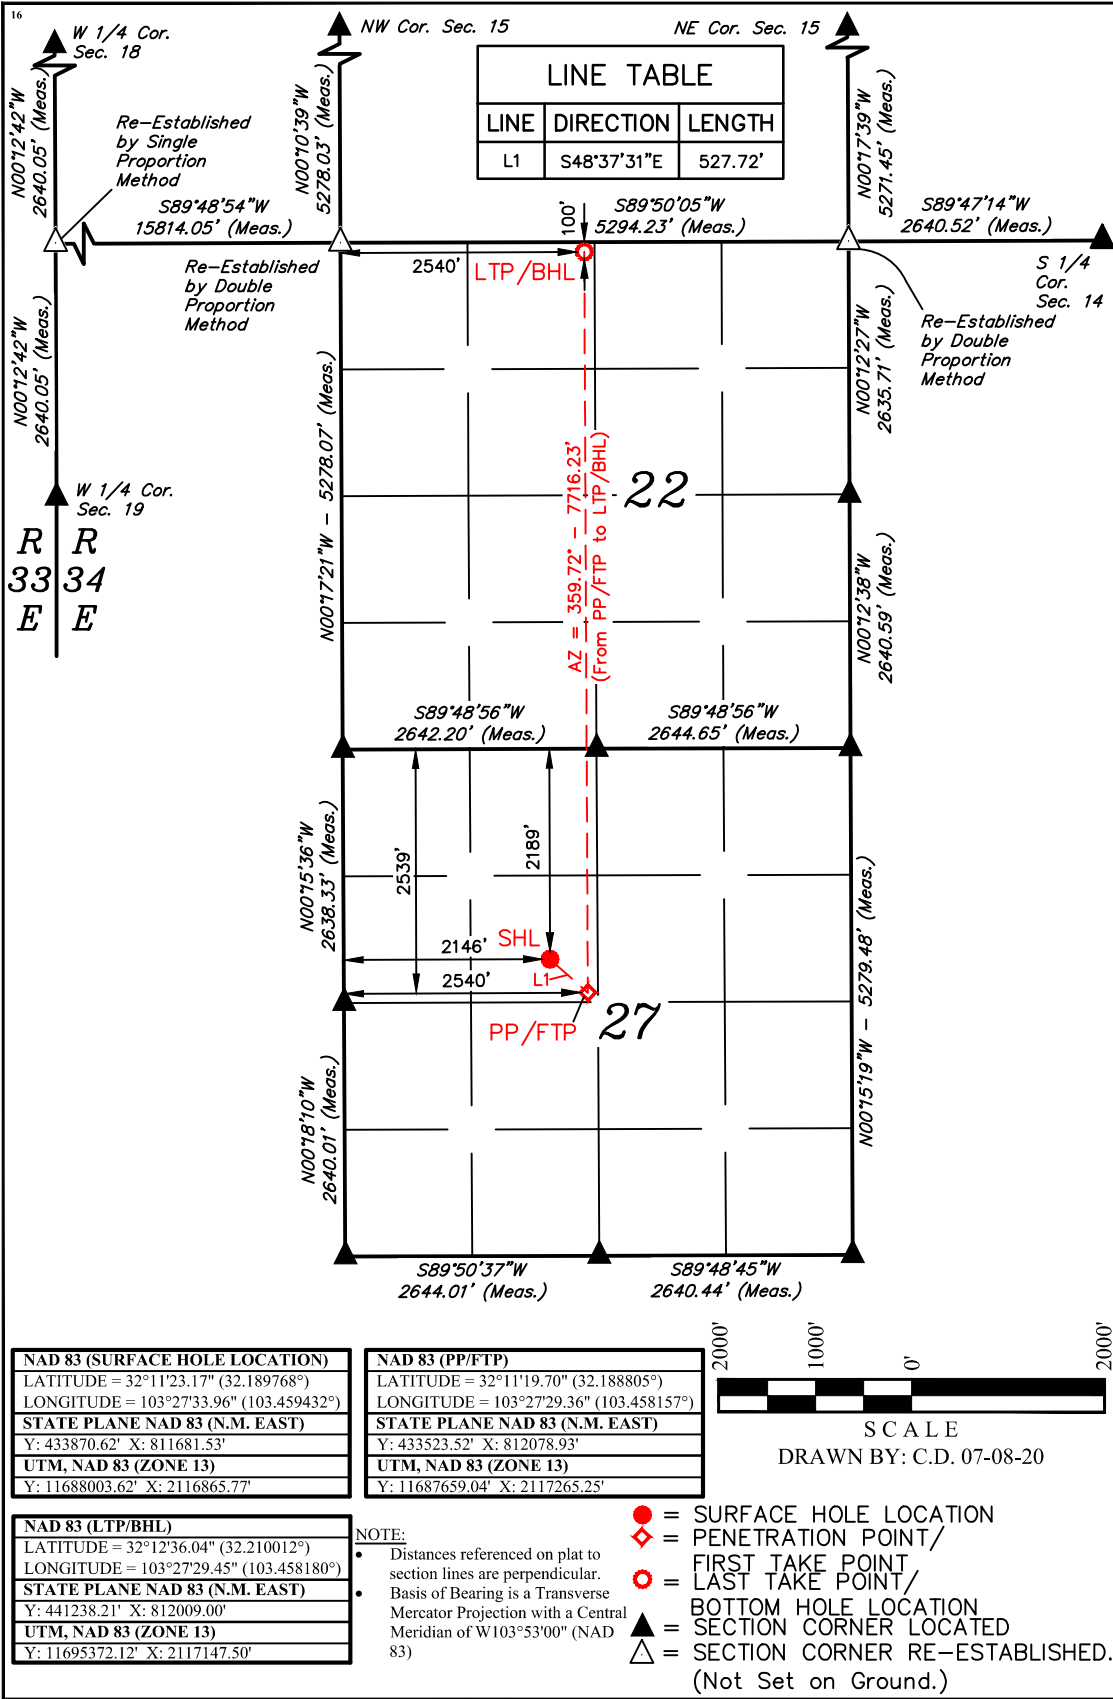 16
W 1/4 Cor.
Sec. 18
NW Cor. Sec. 15
NE Cor. Sec. 15
LINE TABLE
LINE DIRECTION LENGTH
L1 S48°37'31"E 527.72'
N00°12'42"W
2640.05' (Meas.)
Re-Established
by Single
Proportion
Method
N00°10'39"W
5278.03' (Meas.)
N00°17'39"W
5271.45' (Meas.)
S89°48'54"W
15814.05' (Meas.)
100'
S89°50'05"W
5294.23' (Meas.)
S89°47'14"W
2640.52' (Meas.)
Re-Established
by Double
Proportion
Method
2540'
LTP/BHL
S 1/4
Cor.
Sec. 14
Re-Established
by Double
Proportion
Method
N00°12'42"W
2640.05' (Meas.)
N00°12'27"W
2635.71' (Meas.)
W 1/4 Cor.
Sec. 19
R R
33 34
E E
N00°17'21"W - 5278.07' (Meas.)
AZ = 359.72° - 7716.23'
(From PP/FTP to LTP/BHL)
22
N00°12'38"W
2640.59' (Meas.)
S89°48'56"W
2642.20' (Meas.)
S89°48'56"W
2644.65' (Meas.)
N00°15'36"W
2638.33' (Meas.)
2539'
2189'
2146'
SHL
L1
2540'
PP/FTP
27
N00°15'19"W - 5279.48' (Meas.)
N00°18'10"W
2640.01' (Meas.)
S89°50'37"W
2644.01' (Meas.)
S89°48'45"W
2640.44' (Meas.)
NAD 83 (SURFACE HOLE LOCATION)
LATITUDE = 32°11'23.17" (32.189768°)
LONGITUDE = 103°27'33.96" (103.459432°)
STATE PLANE NAD 83 (N.M. EAST)
Y: 433870.62' X: 811681.53'
UTM, NAD 83 (ZONE 13)
Y: 11688003.62' X: 2116865.77'
NAD 83 (PP/FTP)
LATITUDE = 32°11'19.70" (32.188805°)
LONGITUDE = 103°27'29.36" (103.458157°)
STATE PLANE NAD 83 (N.M. EAST)
Y: 433523.52' X: 812078.93'
UTM, NAD 83 (ZONE 13)
Y: 11687659.04' X: 2117265.25'
2000' 1000' 0' 2000'
SCALE
DRAWN BY: C.D. 07-08-20
NAD 83 (LTP/BHL)
LATITUDE = 32°12'36.04" (32.210012°)
LONGITUDE = 103°27'29.45" (103.458180°)
STATE PLANE NAD 83 (N.M. EAST)
Y: 441238.21' X: 812009.00'
UTM, NAD 83 (ZONE 13)
Y: 11695372.12' X: 2117147.50'
NOTE:
• Distances referenced on plat to
section lines are perpendicular.
• Basis of Bearing is a Transverse
Mercator Projection with a Central
Meridian of W103°53'00" (NAD
83)
= SURFACE HOLE LOCATION
= PENETRATION POINT/
FIRST TAKE POINT
= LAST TAKE POINT/
BOTTOM HOLE LOCATION
= SECTION CORNER LOCATED
= SECTION CORNER RE-ESTABLISHED.
(Not Set on Ground.)